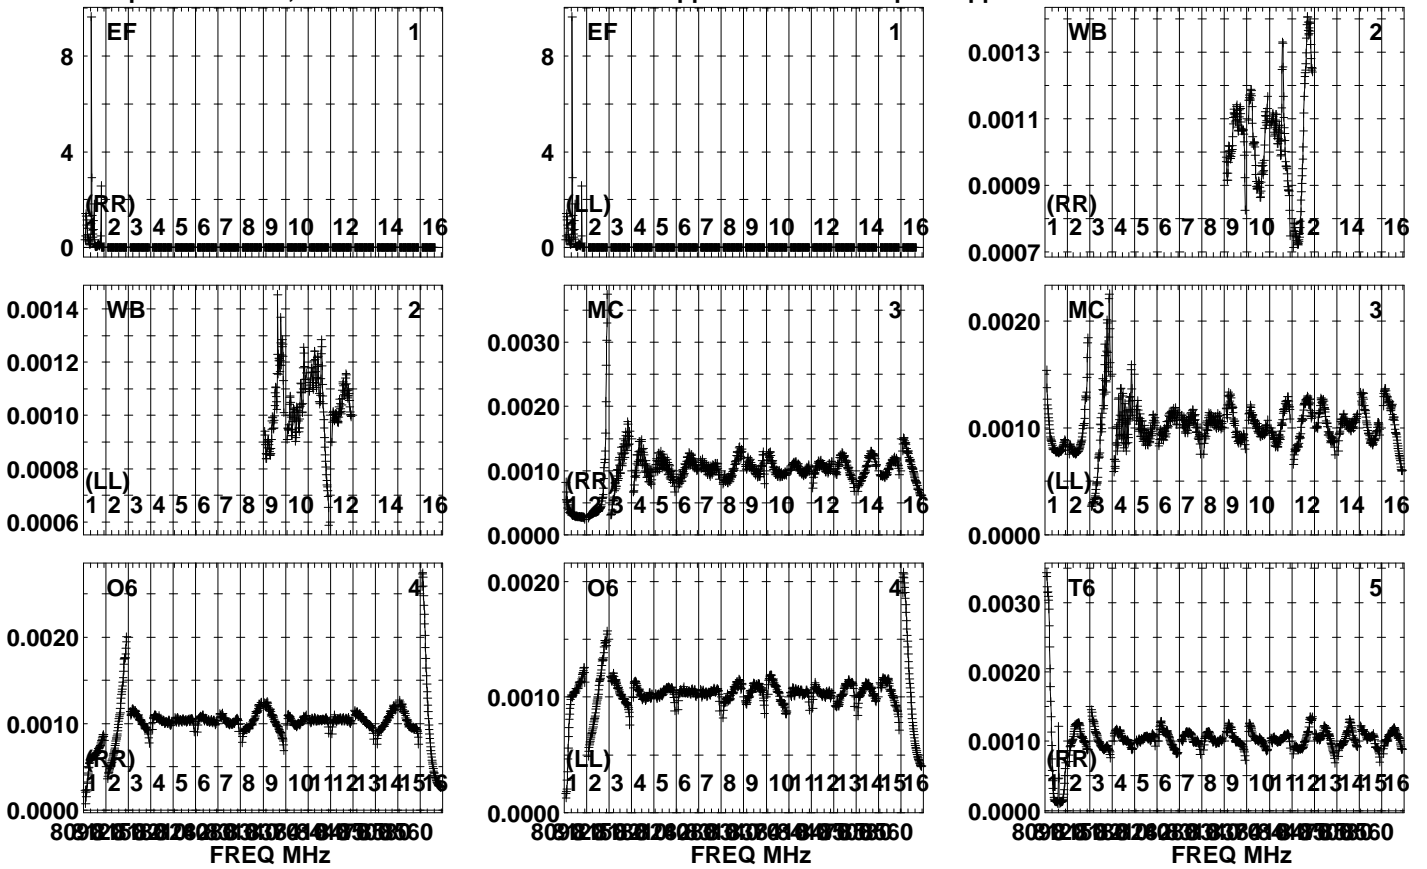 EF 1
8
4
(RR)
2 3 4 5 6 7 8 9 10 12 14 16
0
EF 1
8
4
(LL)
2 3 4 5 6 7 8 9 10 12 14 16
0
WB 2
0.0013
0.0011
0.0009
(RR)
1 2 3 4 5 6 7 8 9 10 12 14 16
0.0007
WB 2
0.0014
0.0012
0.0010
0.0008
(LL)
1 2 3 4 5 6 7 8 9 10 12 14 16
0.0006
MC 3
0.0030
0.0020
0.0010
(RR)
1 2 3 4 5 6 7 8 9 10 12 14 16
0.0000
MC 3
0.0020
0.0010
(LL)
1 2 3 4 5 6 7 8 9 10 12 14 16
0.0000
O6 4
0.0020
0.0010
(RR)
1 2 3 4 5 6 7 8 9 10 11 12 13 14 15 16
0.0000
FREQ MHz
O6 4
0.0020
0.0010
(LL)
1 2 3 4 5 6 7 8 9 10 11 12 13 14 15 16
0.0000
FREQ MHz
T6 5
0.0030
0.0020
0.0010
(RR)
2 3 4 5 6 7 8 9 10 11 12 13 14 15 16
0.0000
FREQ MHz